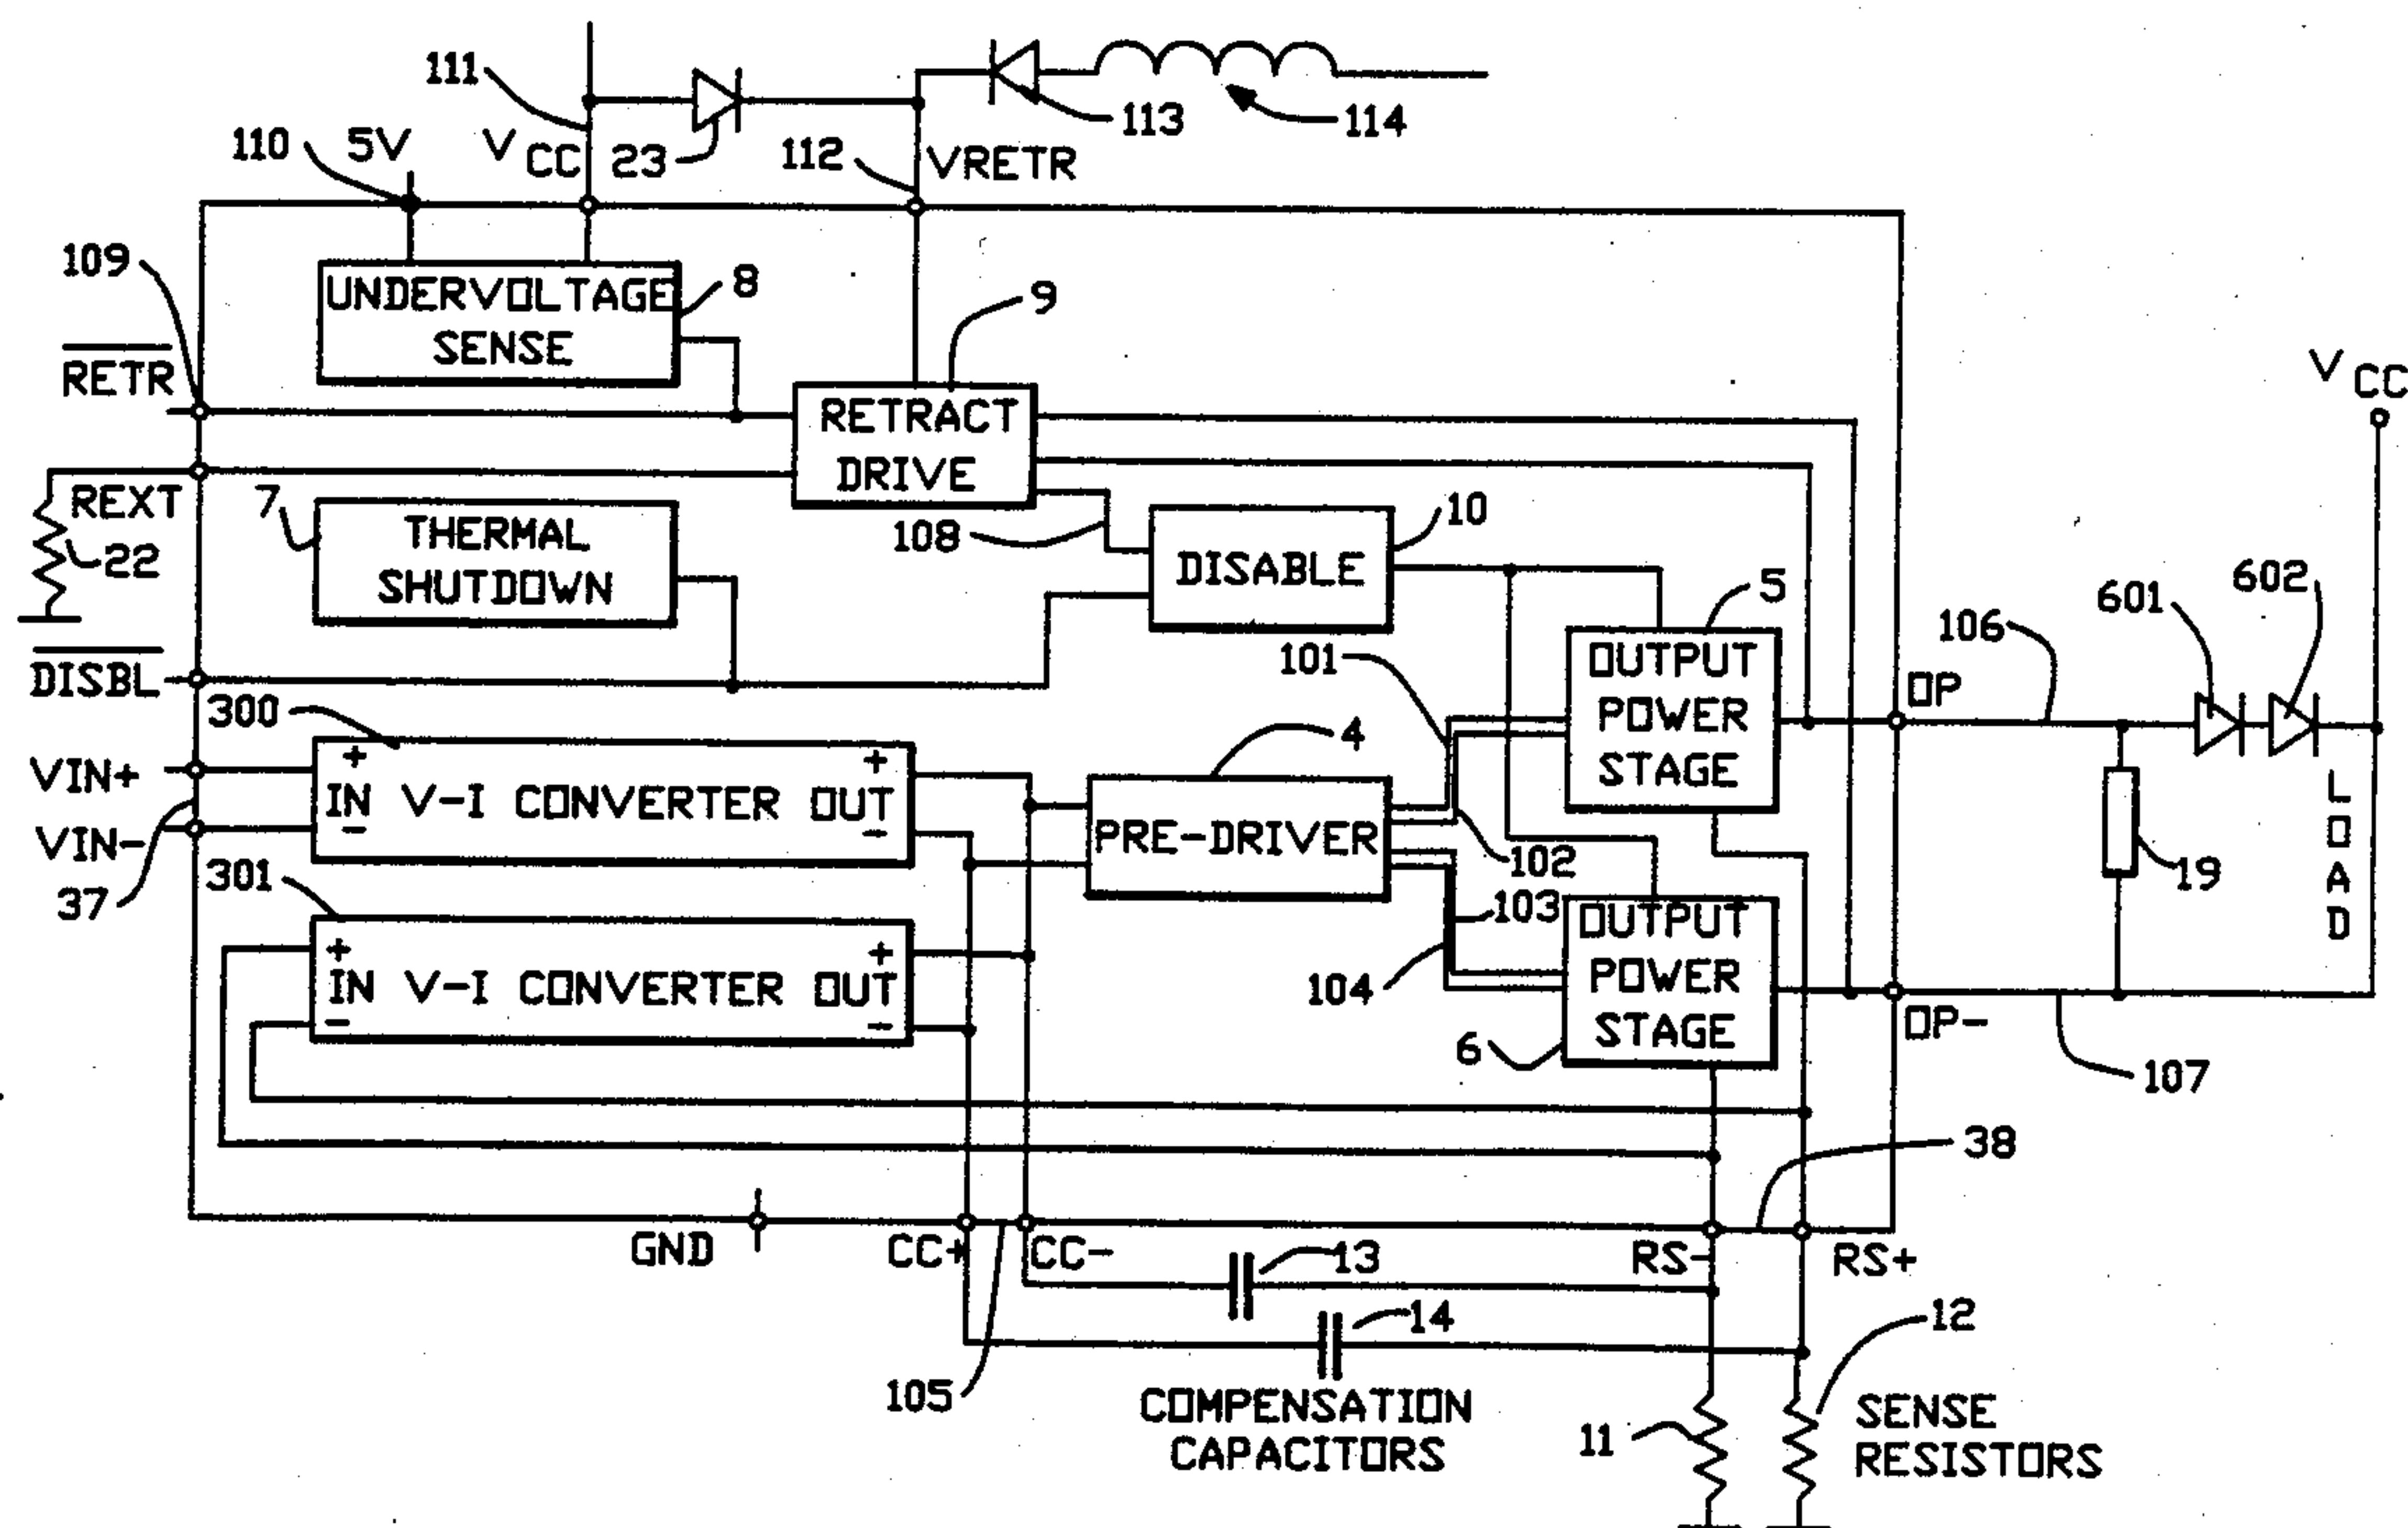 111
113
114
110
5V
V CC
23
112
VRETR
109
UNDERVOLTAGE
SENSE
8
9
RETR
RETRACT
DRIVE
V CC
REXT
22
7
THERMAL
SHUTDOWN
108
DISABLE
10
5
601
602
106
101
DISBL
300
OUTPUT
POWER
STAGE
OP
4
VIN+
VIN-
37
+
IN V-I CONVERTER OUT
-
+
-
PRE-DRIVER
102
103
104
19
LOAD
301
+
IN V-I CONVERTER OUT
-
+
-
OUTPUT
POWER
STAGE
6
OP-
107
38
GND
CC+
CC-
RS-
RS+
13
14
12
105
COMPENSATION
CAPACITORS
11
SENSE
RESISTORS